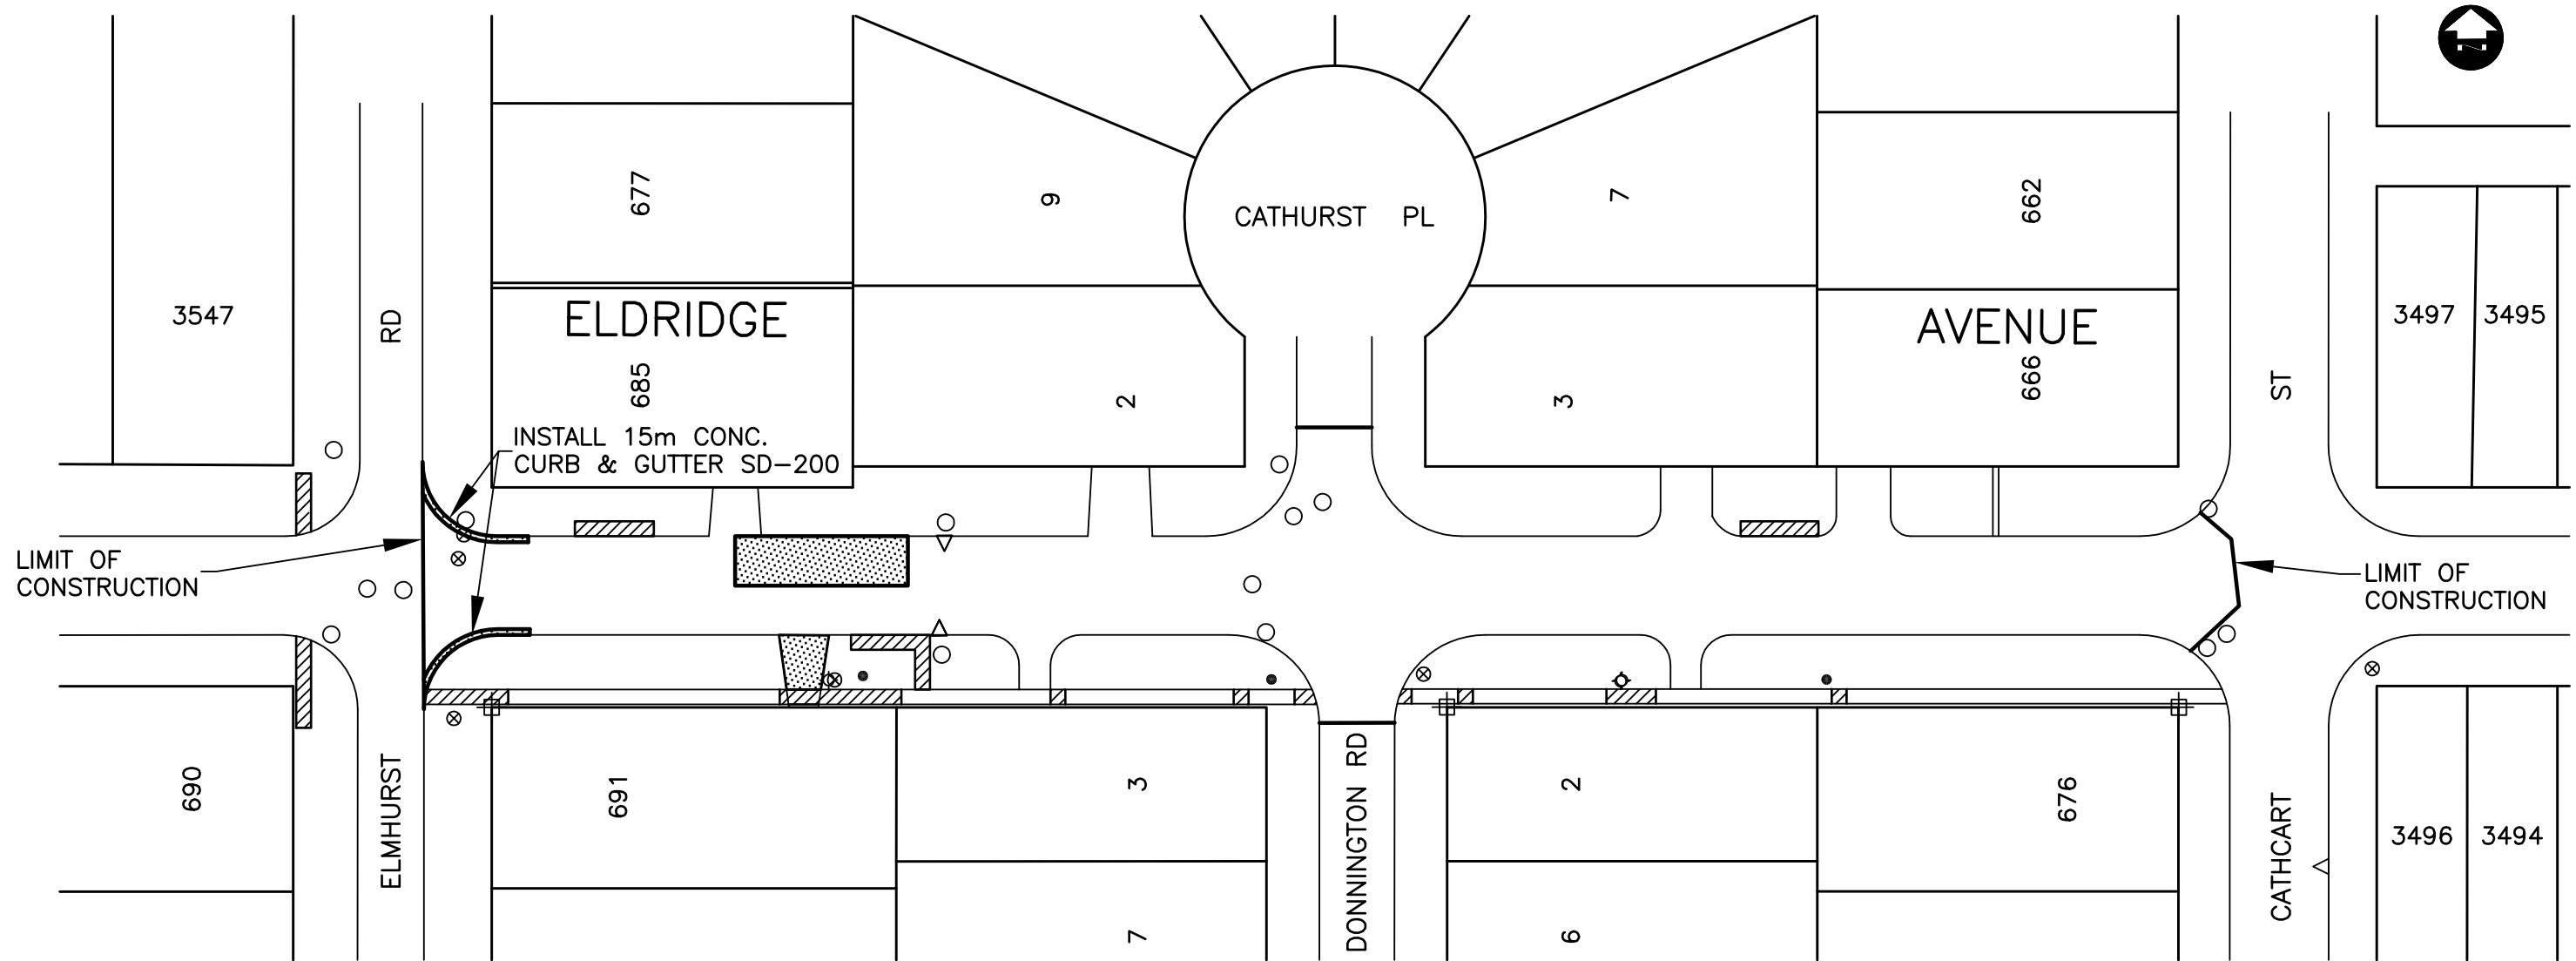 677
9
CATHURST PL
7
662
3547
RD
ELDRIDGE
AVENUE
3497
3495
685
2
3
666
ST
INSTALL 15m CONC.
CURB & GUTTER SD-200
LIMIT OF
CONSTRUCTION
LIMIT OF
CONSTRUCTION
690
ELMHURST
691
3
DONNINGTON RD
2
676
CATHCART
3496
3494
7
6